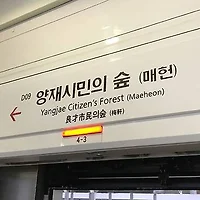 D09
양재시민의 숲 (매헌)
Yangjae Citizen's Forest (Maeheon)
良才市民의 숲 (梅軒)
4-3